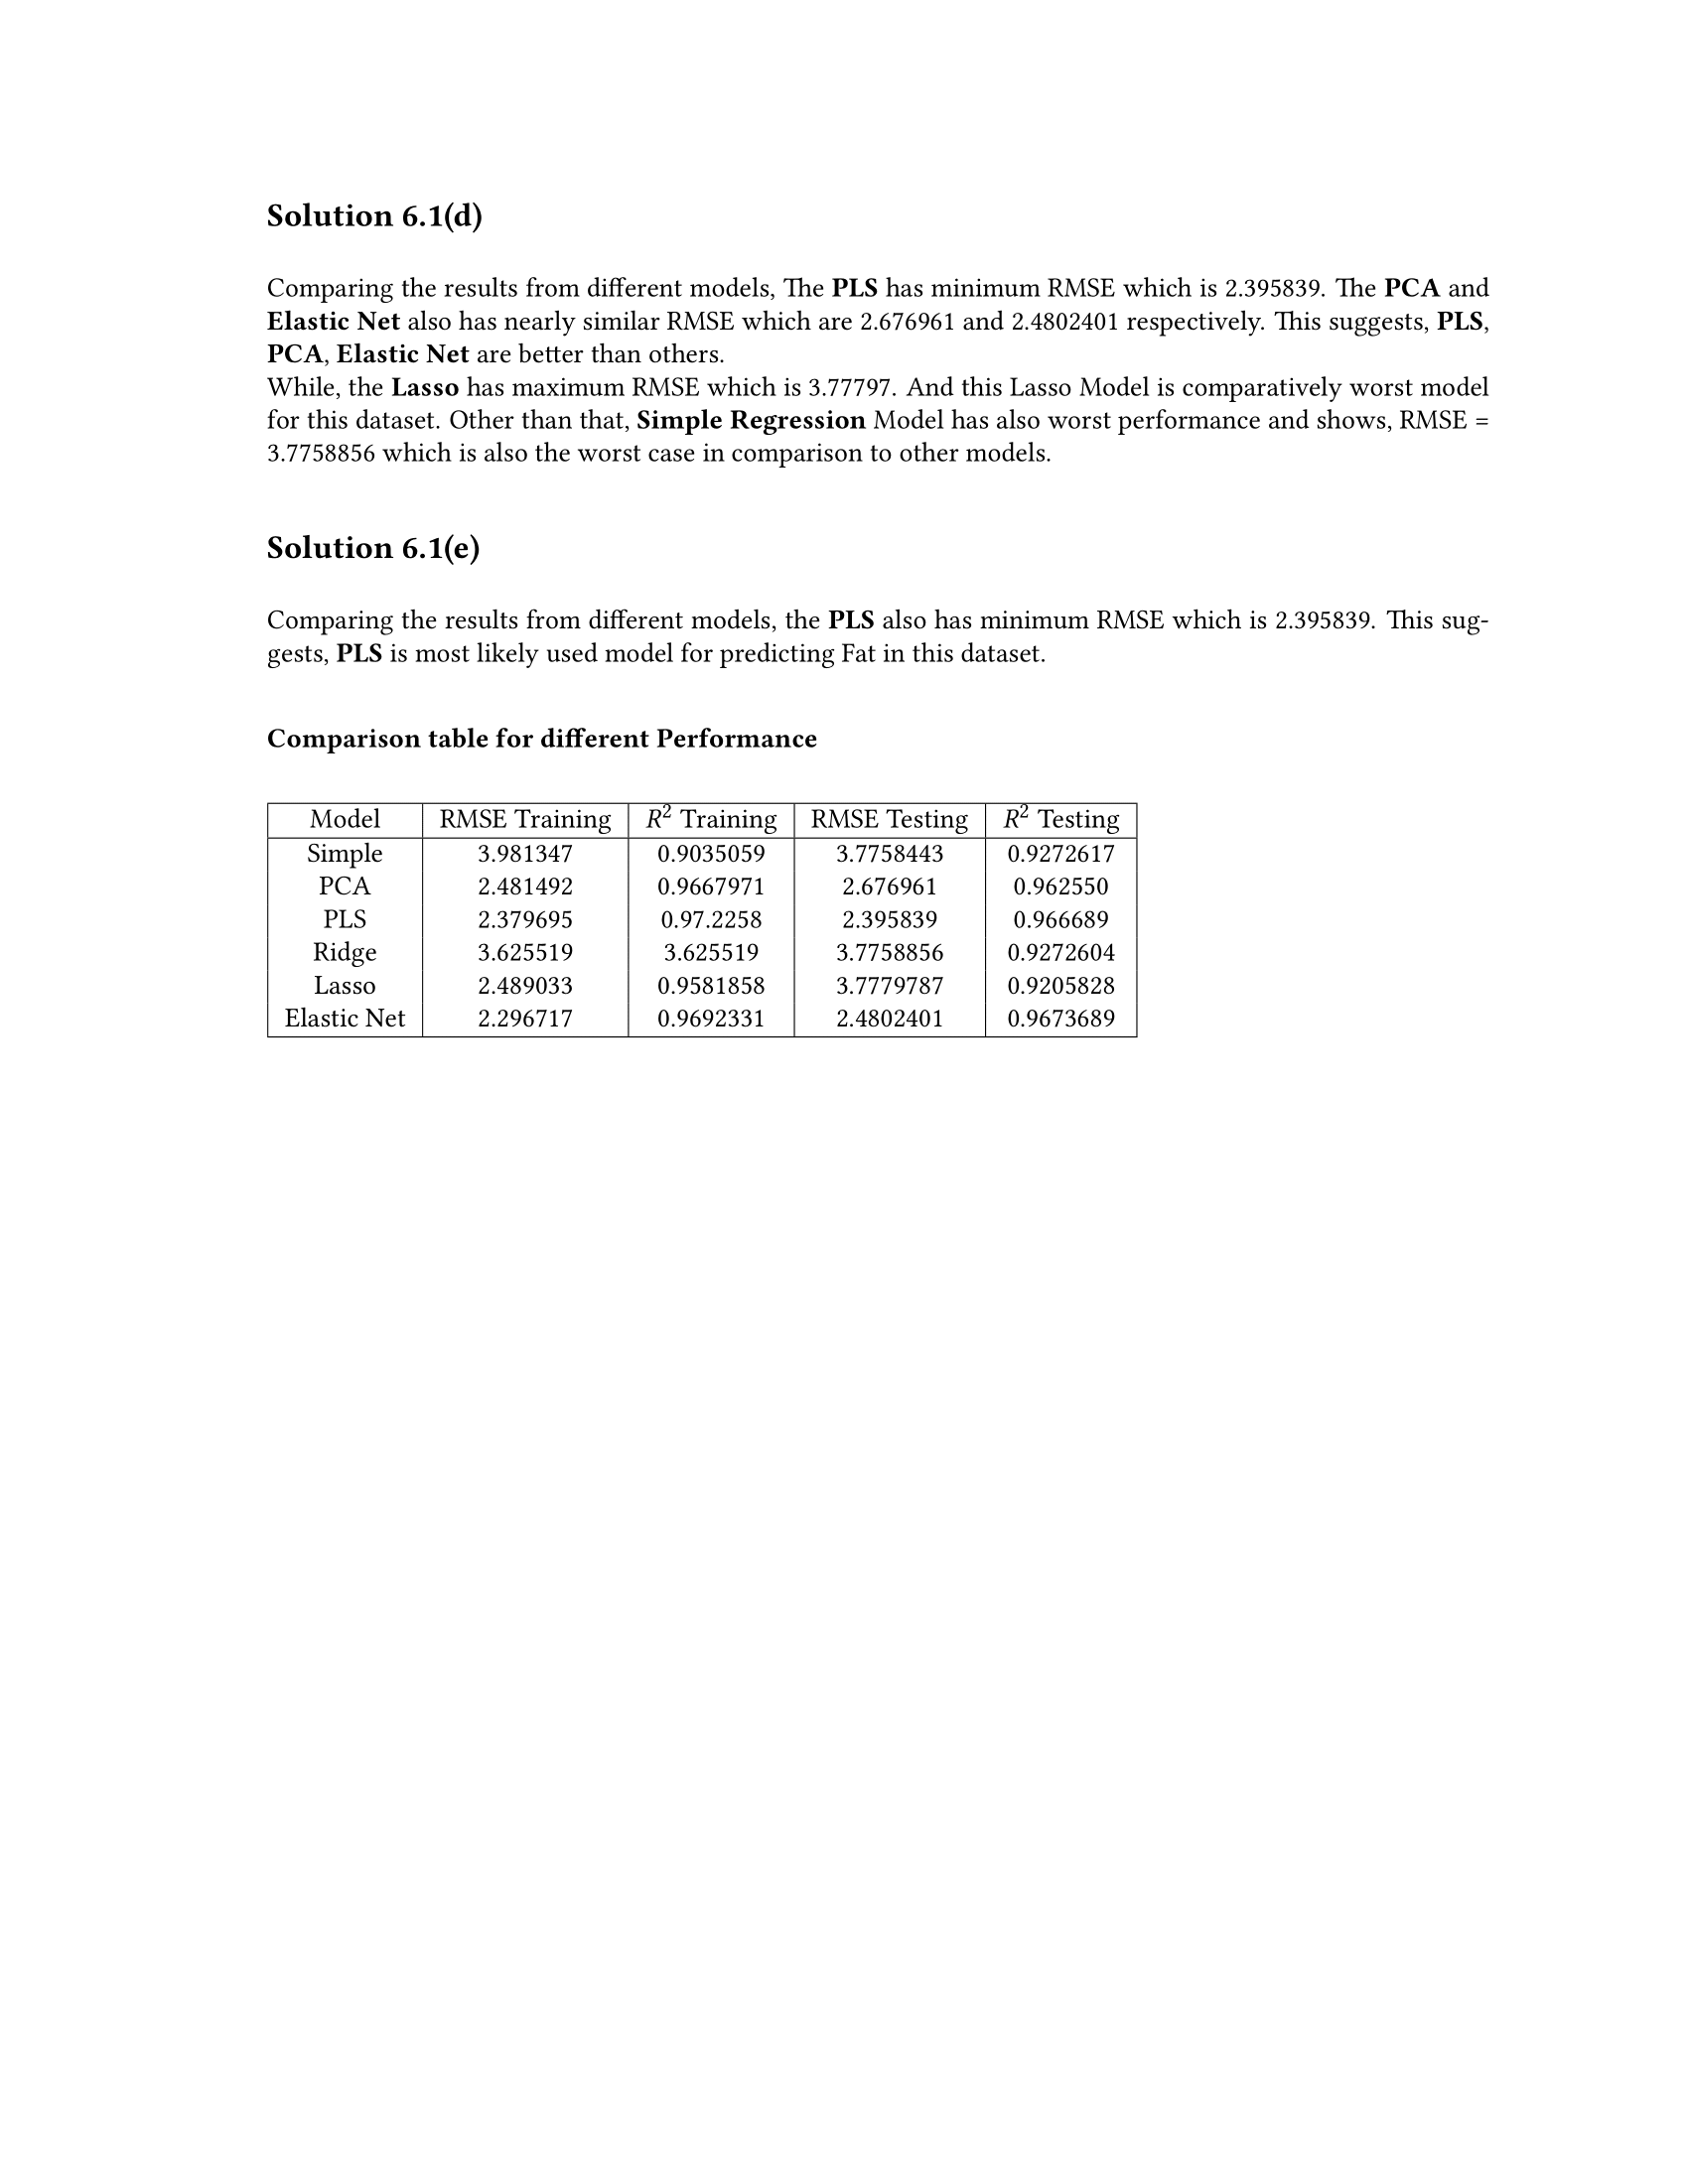 Solution 6.1(d)
Comparing the results from different models, The PLS has minimum RMSE which is 2.395839. The PCA and
Elastic Net also has nearly similar RMSE which are 2.676961 and 2.4802401 respectively. This suggests, PLS,
PCA, Elastic Net are better than others.
While, the Lasso has maximum RMSE which is 3.77797. And this Lasso Model is comparatively worst model
for this dataset. Other than that, Simple Regression Model has also worst performance and shows, RMSE =
3.7758856 which is also the worst case in comparison to other models.
Solution 6.1(e)
Comparing the results from different models, the PLS also has minimum RMSE which is 2.395839. This sug-
gests, PLS is most likely used model for predicting Fat in this dataset.
Comparison table for different Performance
Model RMSE Training R² Training RMSE Testing R² Testing
Simple 3.981347 0.9035059 3.7758443 0.9272617
PCA 2.481492 0.9667971 2.676961 0.962550
PLS 2.379695 0.97.2258 2.395839 0.966689
Ridge 3.625519 3.625519 3.7758856 0.9272604
Lasso 2.489033 0.9581858 3.7779787 0.9205828
Elastic Net 2.296717 0.9692331 2.4802401 0.9673689